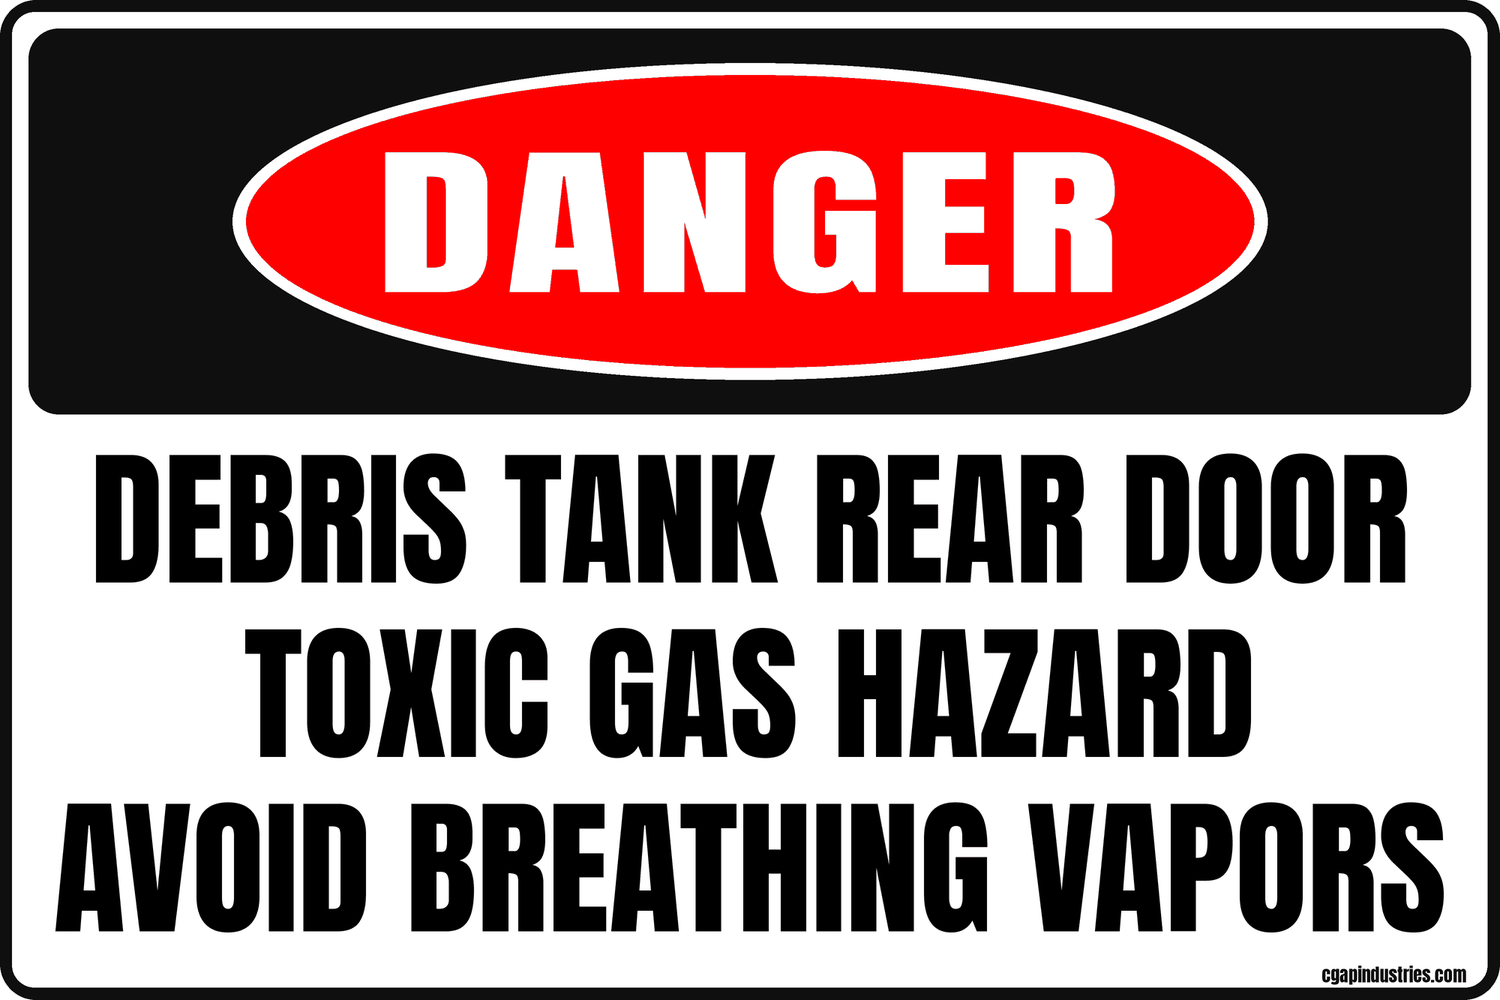 DANGER
DEBRIS TANK REAR DOOR
TOXIC GAS HAZARD
AVOID BREATHING VAPORS
cgapindustries.com